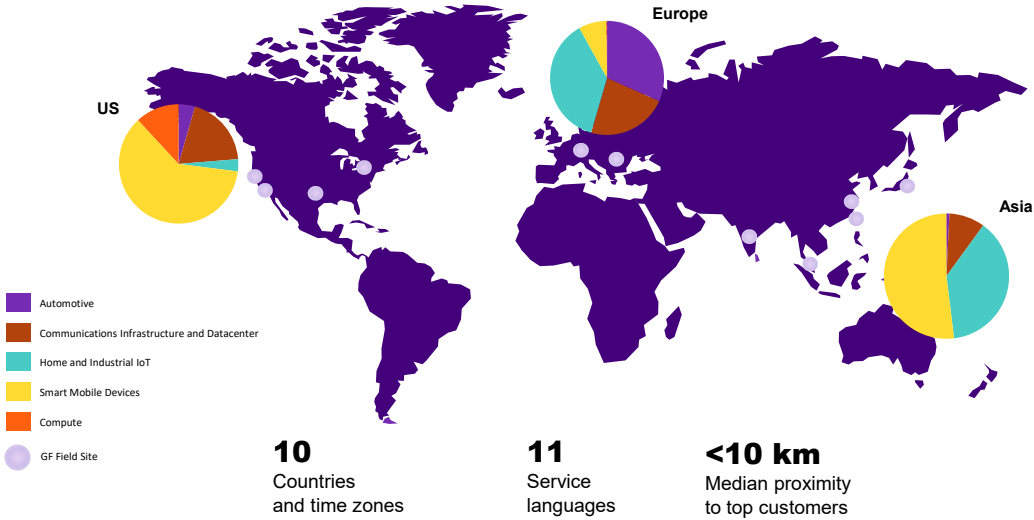 Europe
US
Asia
Automotive
Communications Infrastructure and Datacenter
Home and Industrial IoT
Smart Mobile Devices
Compute
GF Field Site
10
Countries
and time zones
11
Service
languages
<10 km
Median proximity
to top customers